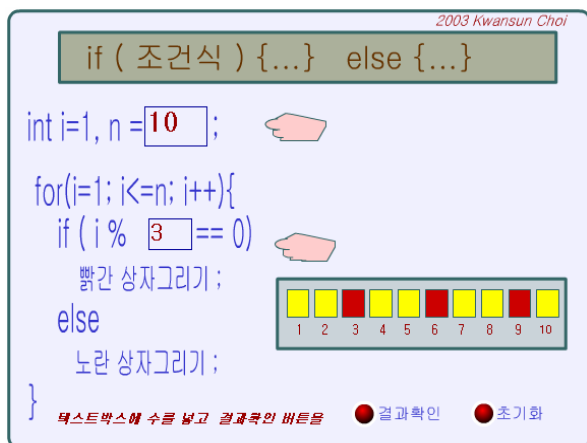 2003 Kwansun Choi
if ( 조건식 ) {...} else {...}
int i=1, n = 10 ;
for(i=1; i<=n; i++){
if ( i % 3 == 0)
빩간 상자그리기 ;
else
노란 상자그리기 ;
}
1 2 3 4 5 6 7 8 9 10
텍스트박스에 수를 넣고 결과확인 버튼을
결과확인 초기화